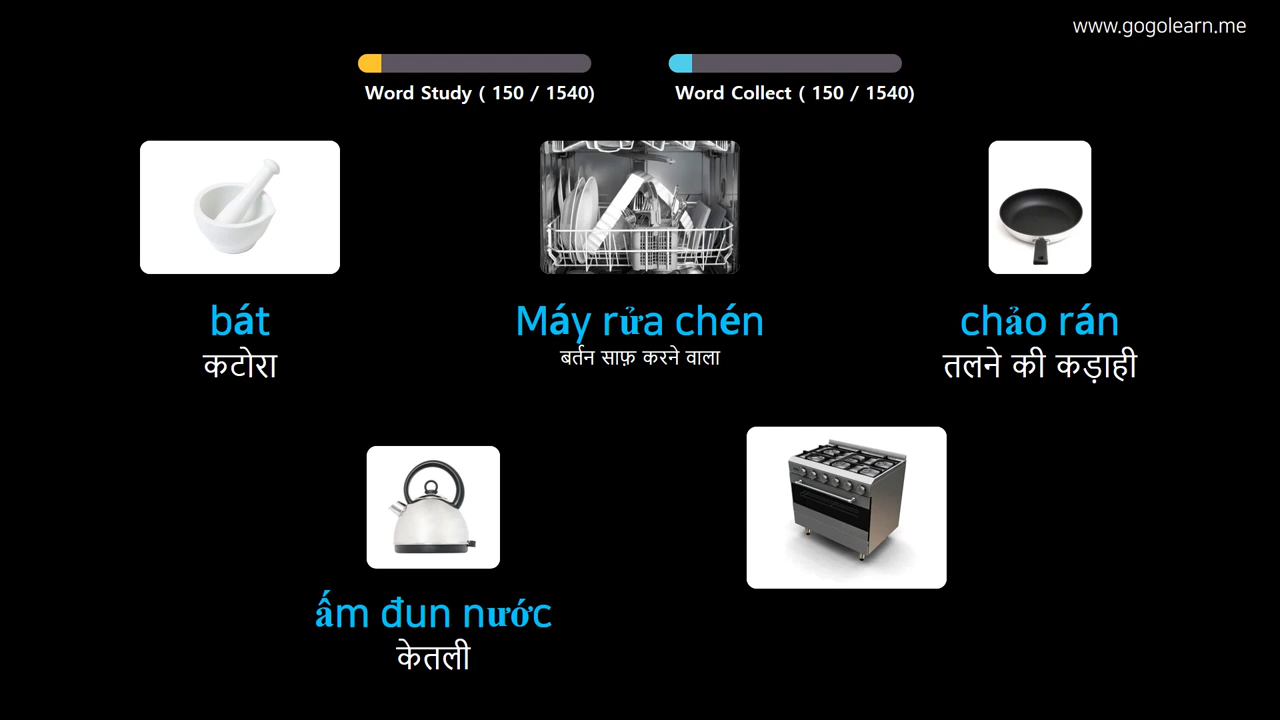 www.gogolearn.me
Word Study ( 150 / 1540)
Word Collect ( 150 / 1540)
bát
कटोरा
Máy rửa chén
बर्तन साफ़ करने वाला
chảo rán
तलने की कड़ाही
ấm đun nước
केतली